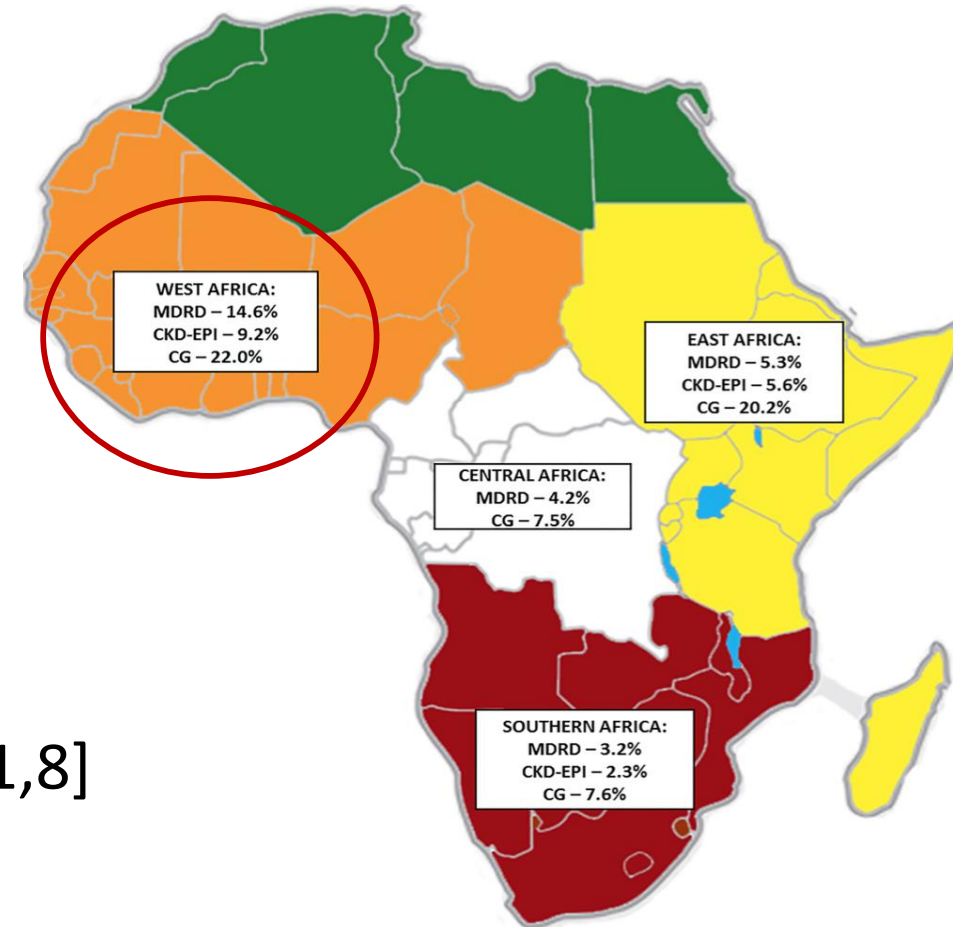 WEST AFRICA:
MDRD – 14.6%
CKD-EPI – 9.2%
CG – 22.0%
EAST AFRICA:
MDRD – 5.3%
CKD-EPI – 5.6%
CG – 20.2%
CENTRAL AFRICA:
MDRD – 4.2%
CG – 7.5%
SOUTHERN AFRICA:
MDRD – 3.2%
CKD-EPI – 2.3%
CG – 7.6%
1,8]